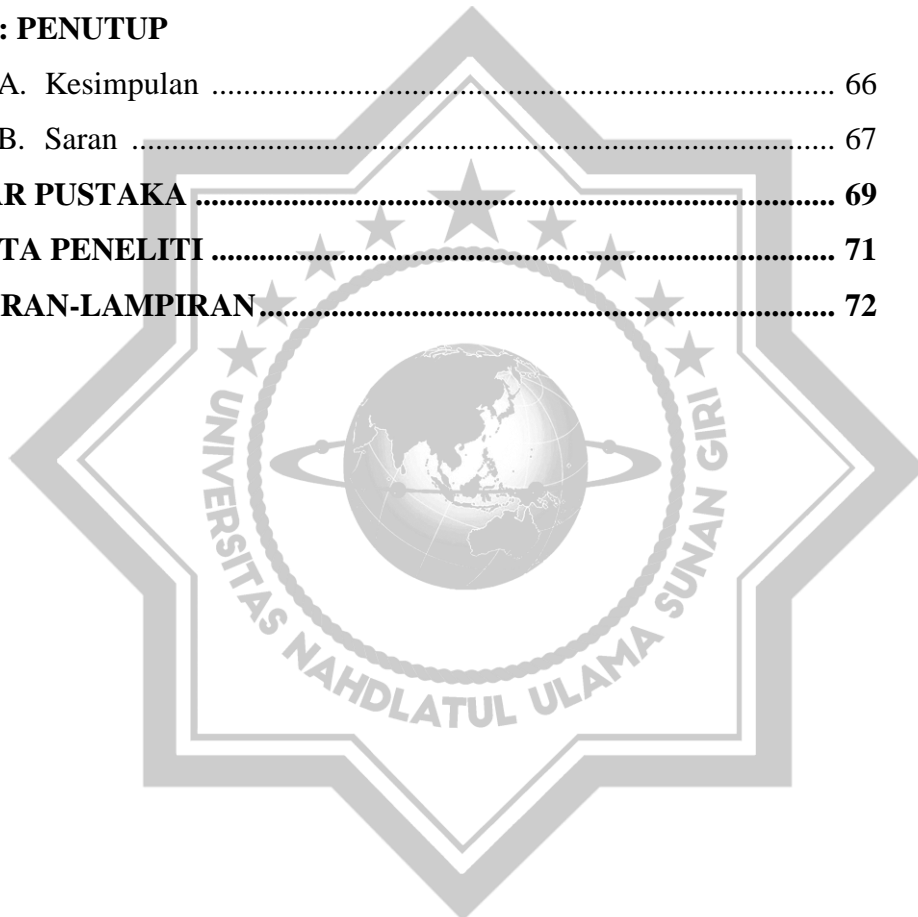 : PENUTUP
A. Kesimpulan ................................................................................ 66
B. Saran .......................................................................................... 67
AR PUSTAKA .................................................................................. 69
TA PENELITI ................................................................................ 71
RAN-LAMPIRAN .......................................................................... 72
UNIVERSITAS NAHDLATUL ULAMA SUNAN GIRI